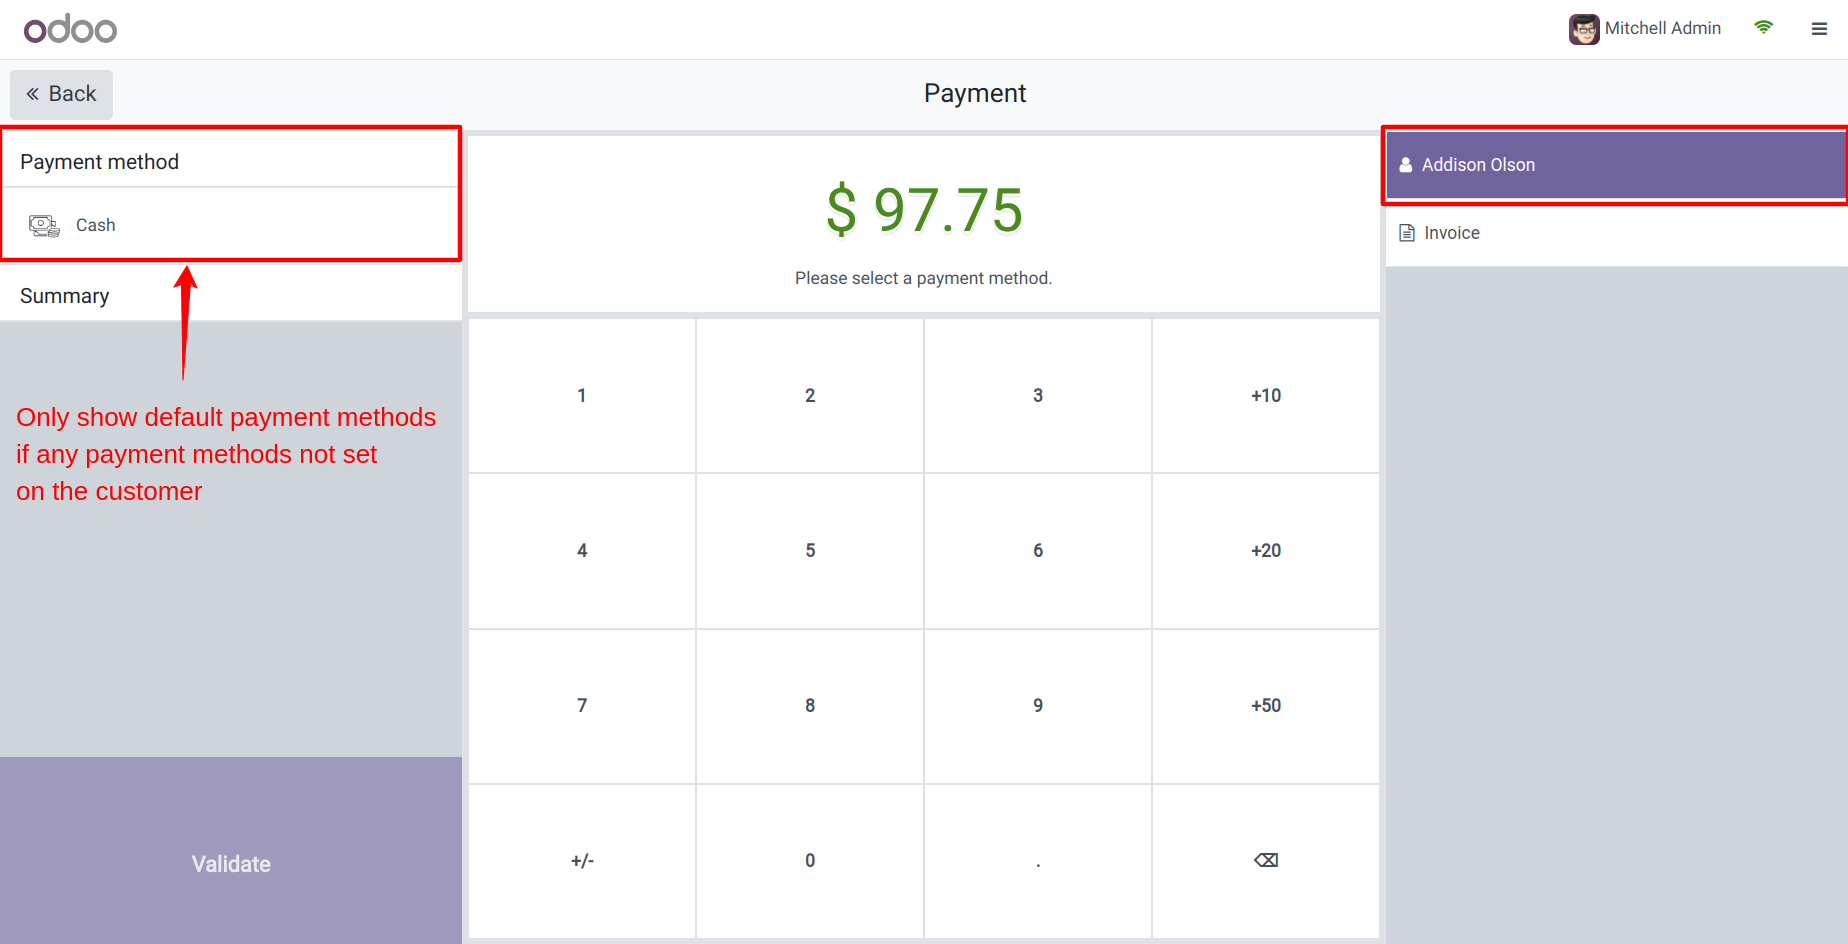 odoo
Mitchell Admin
Back
Payment
Payment method
Cash
Summary
Only show default payment methods
if any payment methods not set
on the customer
Validate
$ 97.75
Please select a payment method.
1 2 3 +10
4 5 6 +20
7 8 9 +50
+/- 0 .
Addison Olson
Invoice